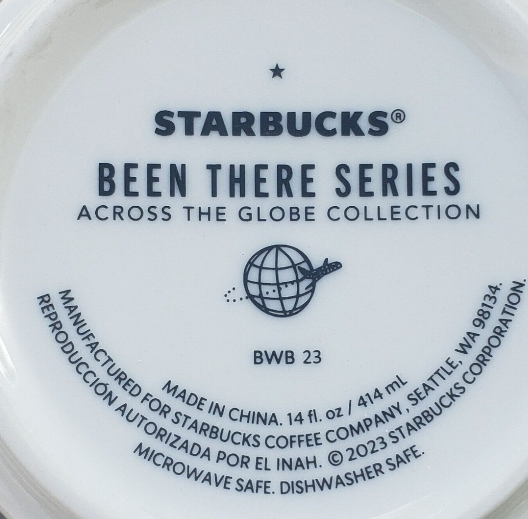 STARBUCKS®
BEEN THERE SERIES
ACROSS THE GLOBE COLLECTION
BWB 23
MADE IN CHINA. 14 fl. oz / 414 mL
MANUFACTURED FOR STARBUCKS COFFEE COMPANY, SEATTLE, WA 98134.
REPRODUCCIÓN AUTORIZADA POR EL INAH. © 2023 STARBUCKS CORPORATION.
MICROWAVE SAFE. DISHWASHER SAFE.